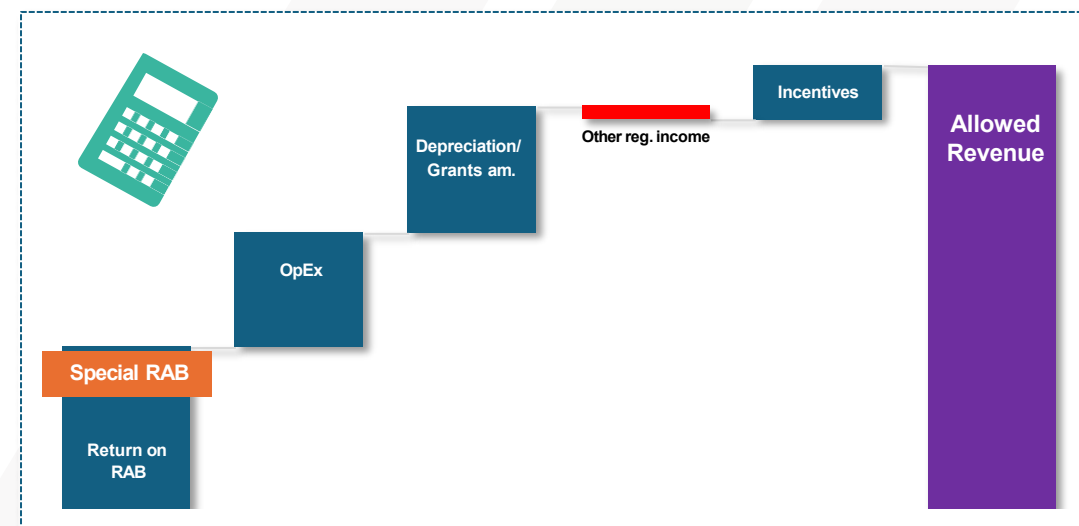 Special RAB
Return on
RAB
OpEx
Depreciation/
Grants am.
Other reg. income
Incentives
Allowed
Revenue